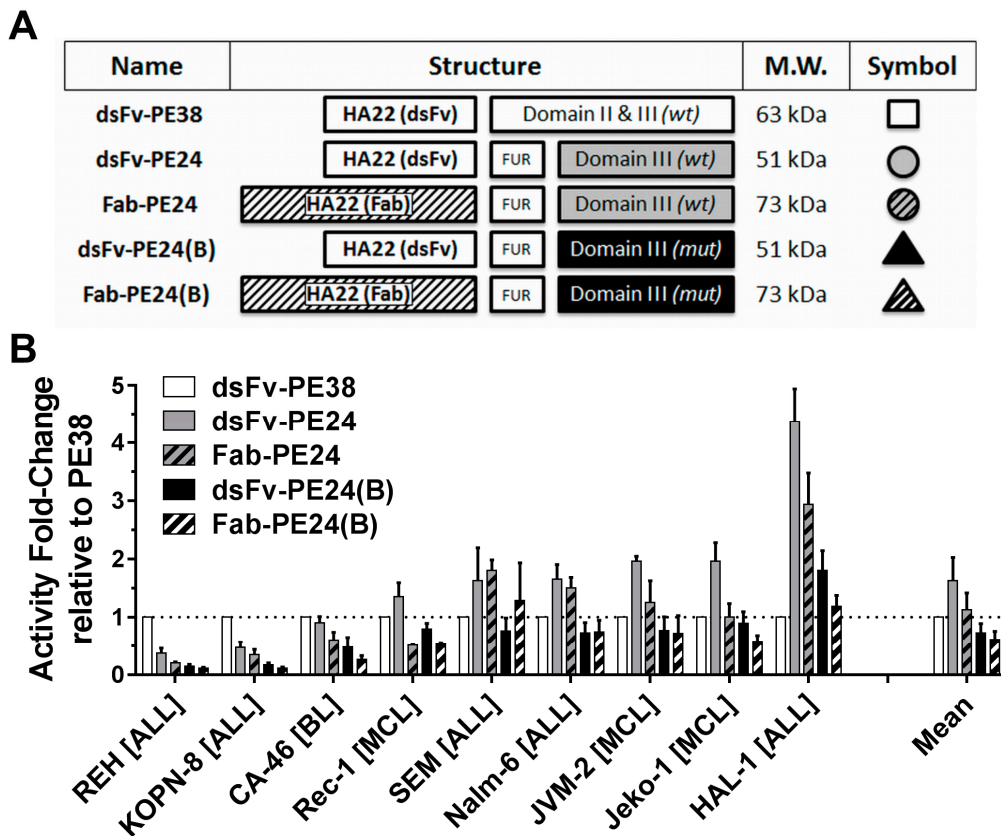 A
Name Structure M.W. Symbol
dsFv-PE38 HA22 (dsFv) Domain II & III (wt) 63 kDa
dsFv-PE24 HA22 (dsFv) FUR Domain III (wt) 51 kDa
Fab-PE24 HA22 (Fab) FUR Domain III (wt) 73 kDa
dsFv-PE24(B) HA22 (dsFv) FUR Domain III (mut) 51 kDa
Fab-PE24(B) HA22 (Fab) FUR Domain III (mut) 73 kDa
B
Activity Fold-Change
relative to PE38
5
4
3
2
1
0
dsFv-PE38
dsFv-PE24
Fab-PE24
dsFv-PE24(B)
Fab-PE24(B)
REH [ALL]
KOPN-8 [ALL]
CA-46 [BL]
Rec-1 [MCL]
SEM [ALL]
Nalm-6 [ALL]
JVM-2 [MCL]
Jeko-1 [MCL]
HAL-1 [ALL]
Mean